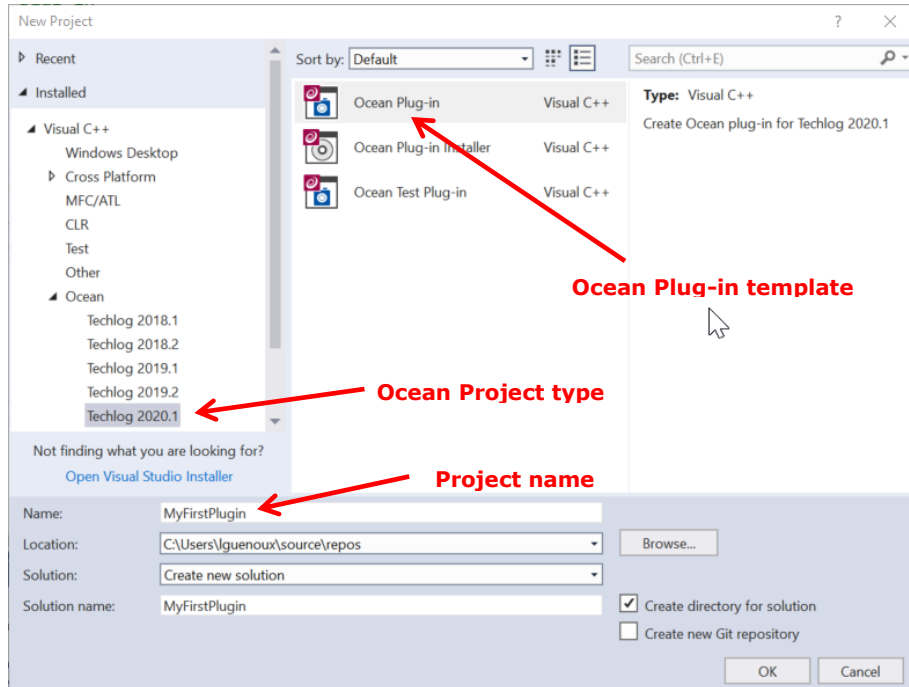 New Project
Recent
Installed
Visual C++
Windows Desktop
Cross Platform
MFC/ATL
CLR
Test
Other
Ocean
Techlog 2018.1
Techlog 2018.2
Techlog 2019.1
Techlog 2019.2
Techlog 2020.1
Not finding what you are looking for?
Open Visual Studio Installer
Sort by: Default
Ocean Plug-in Visual C++
Ocean Plug-in Installer Visual C++
Ocean Test Plug-in Visual C++
Search (Ctrl+E)
Type: Visual C++
Create Ocean plug-in for Techlog 2020.1
Ocean Plug-in template
Ocean Project type
Project name
Name: MyFirstPlugin
Location: C:\Users\lguenoux\source\repos
Browse...
Solution: Create new solution
Solution name: MyFirstPlugin
Create directory for solution
Create new Git repository
OK
Cancel